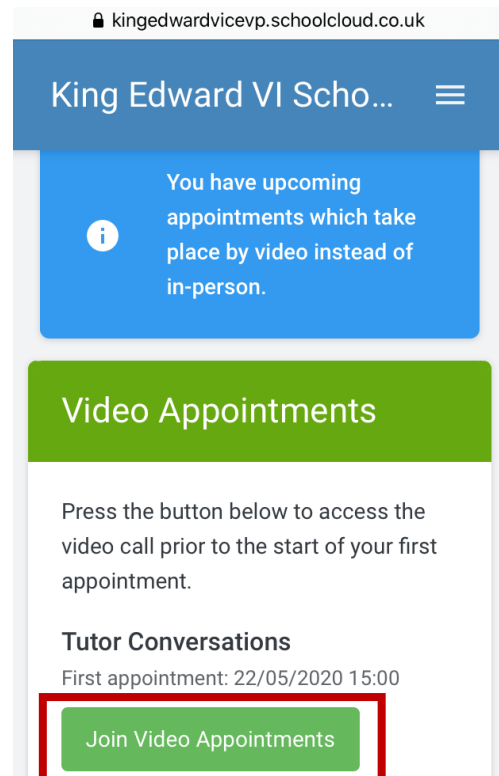 kingedwardvicevp.schoolcloud.co.uk
King Edward VI Scho...
You have upcoming
appointments which take
place by video instead of
in-person.
Video Appointments
Press the button below to access the
video call prior to the start of your first
appointment.
Tutor Conversations
First appointment: 22/05/2020 15:00
Join Video Appointments